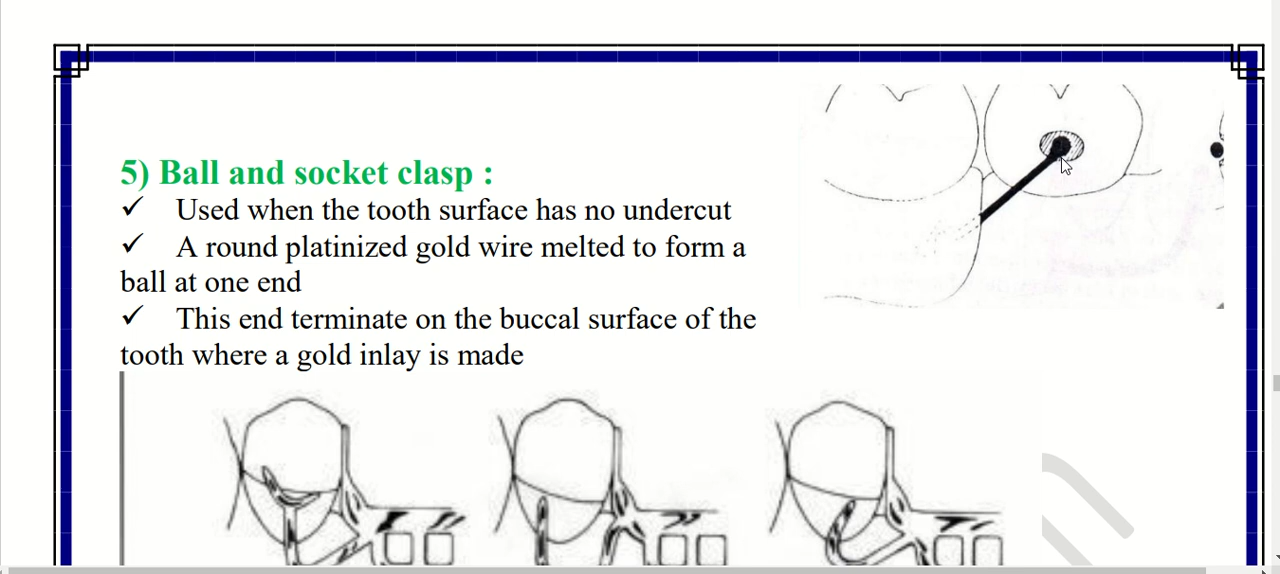 5) Ball and socket clasp :
✓ Used when the tooth surface has no undercut
✓ A round platinized gold wire melted to form a
ball at one end
✓ This end terminate on the buccal surface of the
tooth where a gold inlay is made